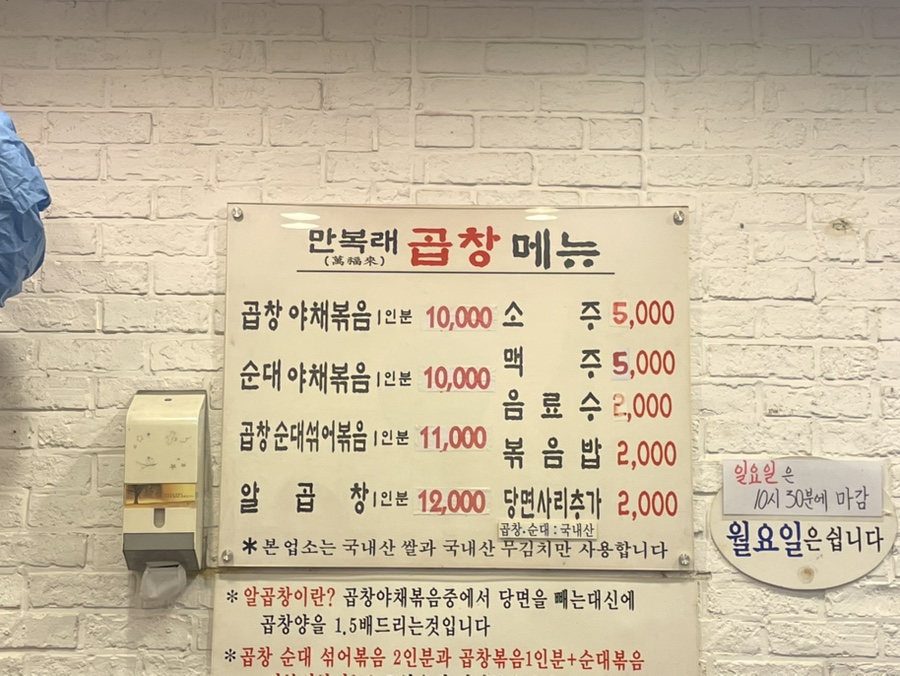 만복래 곱창 메뉴
(萬福來)
곱창 야채볶음 1인분 10,000
순대 야채볶음 1인분 10,000
곱창순대섞어볶음 1인분 11,000
알 곱 창 1인분 12,000
소 주 5,000
맥 주 5,000
음 료 수 2,000
볶 음 밥 2,000
당면사리추가 2,000
곱창.순대 : 국내산
*본 업소는 국내산 쌀과 국내산 무김치만 사용합니다
*알곱창이란? 곱창야채볶음중에서 당면을 빼는대신에
곱창양을 1.5배드리는것입니다
*곱창 순대 섞어볶음 2인분과 곱창볶음1인분+순대볶음
일요일은
10시 30분에 마감
월요일은쉽니다